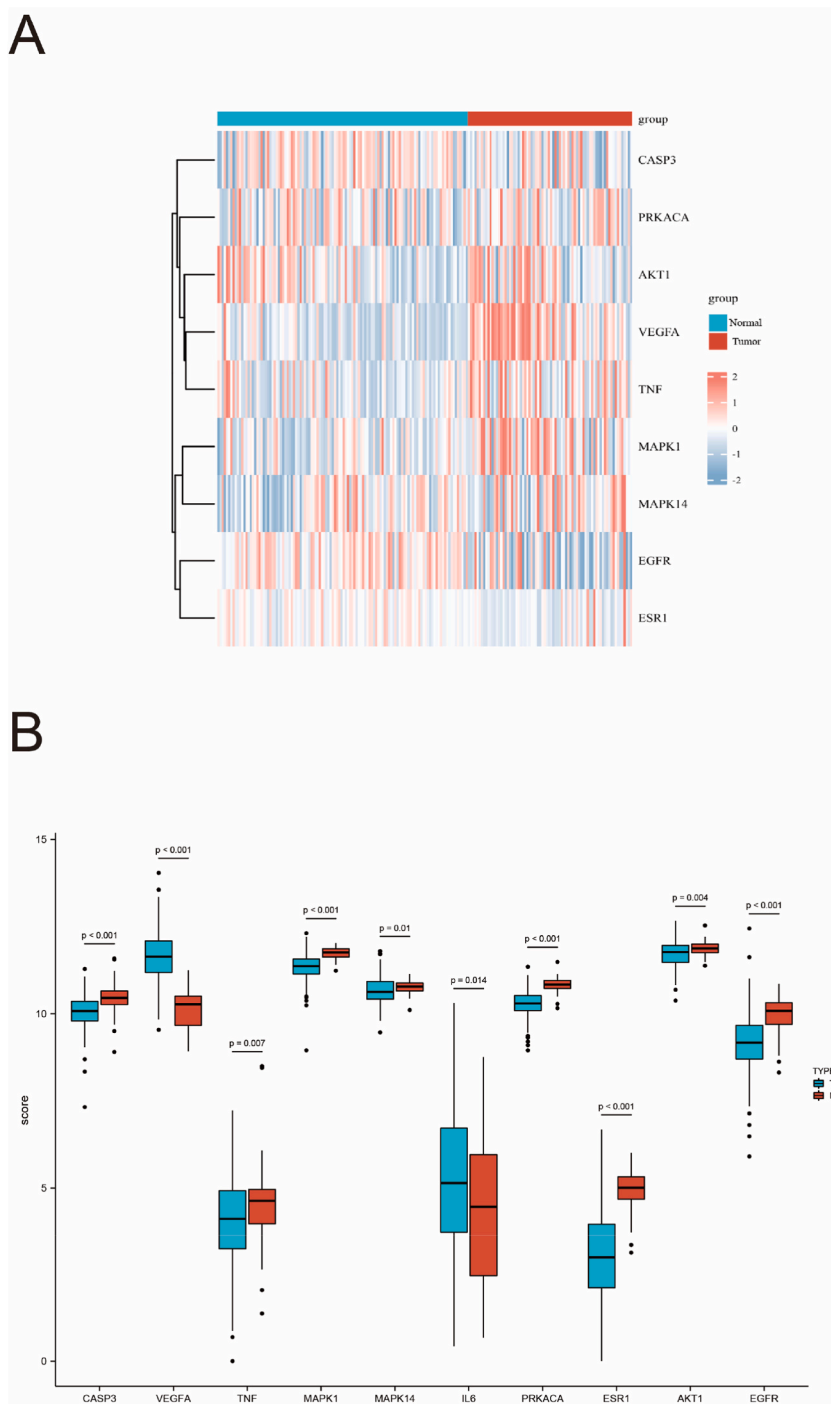 A
group
CASP3
PRKACA
AKT1
VEGFA
TNF
MAPK1
MAPK14
EGFR
ESR1
group
Normal
Tumor
2
1
0
-1
-2
B
15
10
5
0
score
p < 0.001
p < 0.001
p = 0.007
p < 0.001
p = 0.01
p = 0.014
p < 0.001
p < 0.001
p = 0.004
p < 0.001
TYPE
CASP3 VEGFA TNF MAPK1 MAPK14 IL6 PRKACA ESR1 AKT1 EGFR